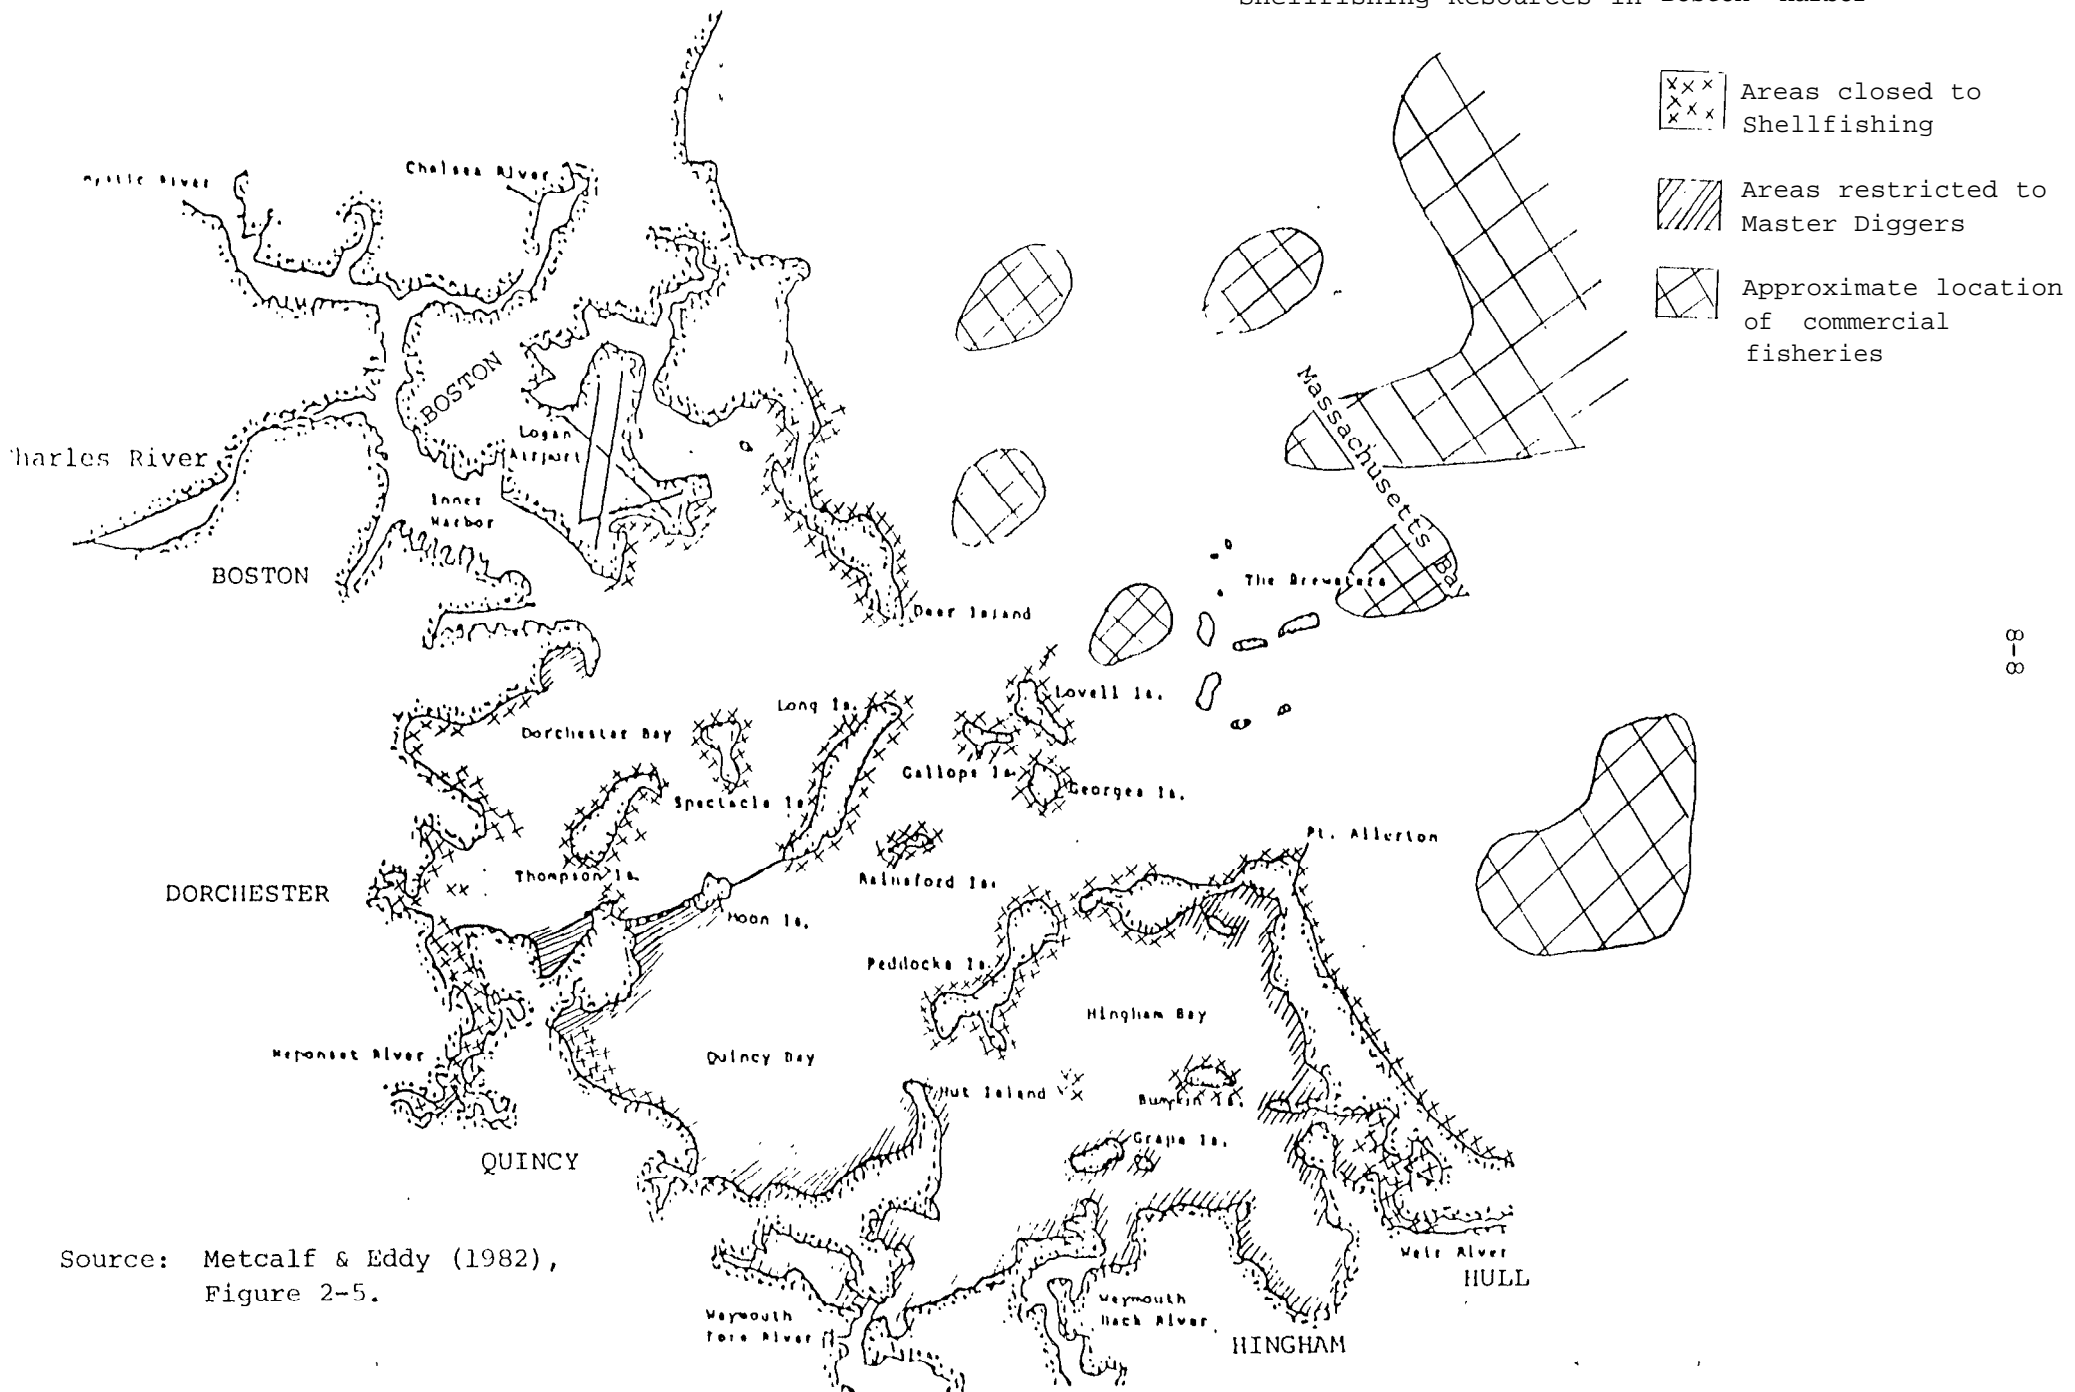 Shellfishing Resources in Boston Harbor
Areas closed to
Shellfishing
Areas restricted to
Master Diggers
Approximate location
of commercial
fisheries
Mystic River
Chelsea River
BOSTON
Logan
Airport
Charles River
Inner
Harbor
BOSTON
Massachusetts Bay
The Brewsters
Deer Island
8-8
Long Is.
Lovell Is.
Dorchester Bay
Gallops Is.
Georges Is.
Spectacle Is.
Pt. Allerton
Thompson Is.
Rainsford Is.
DORCHESTER
Moon Is.
Peddocks Is.
Hingham Bay
Neponset River
Quincy Bay
Nut Island
Bumpkin Is.
Grape Is.
QUINCY
Weir River
HULL
Source: Metcalf & Eddy (1982),
Figure 2-5.
Weymouth
Fore River
Weymouth
Back River
HINGHAM